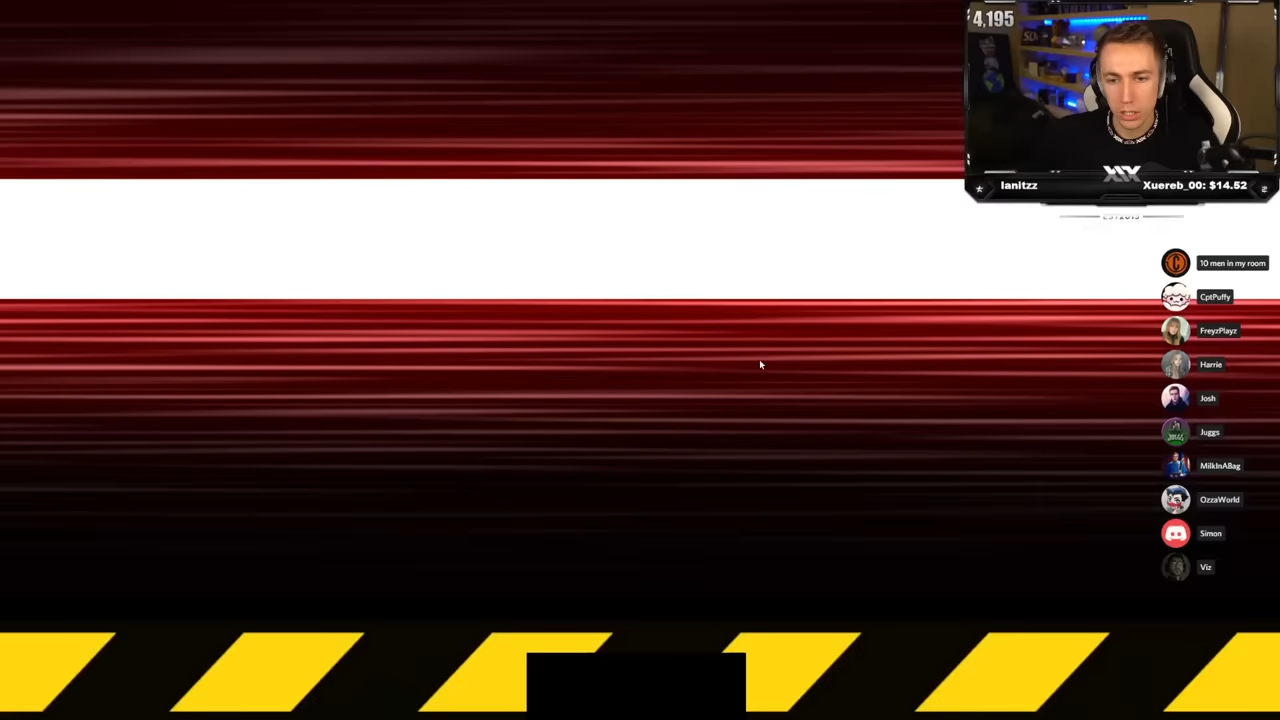 4,195
XIX
Ianitzz
Xuereb_00: $14.52
10 men in my room
CptPuffy
FreyzPlayz
Harrie
Josh
Juggs
MilkInABag
OzzaWorld
Simon
Viz